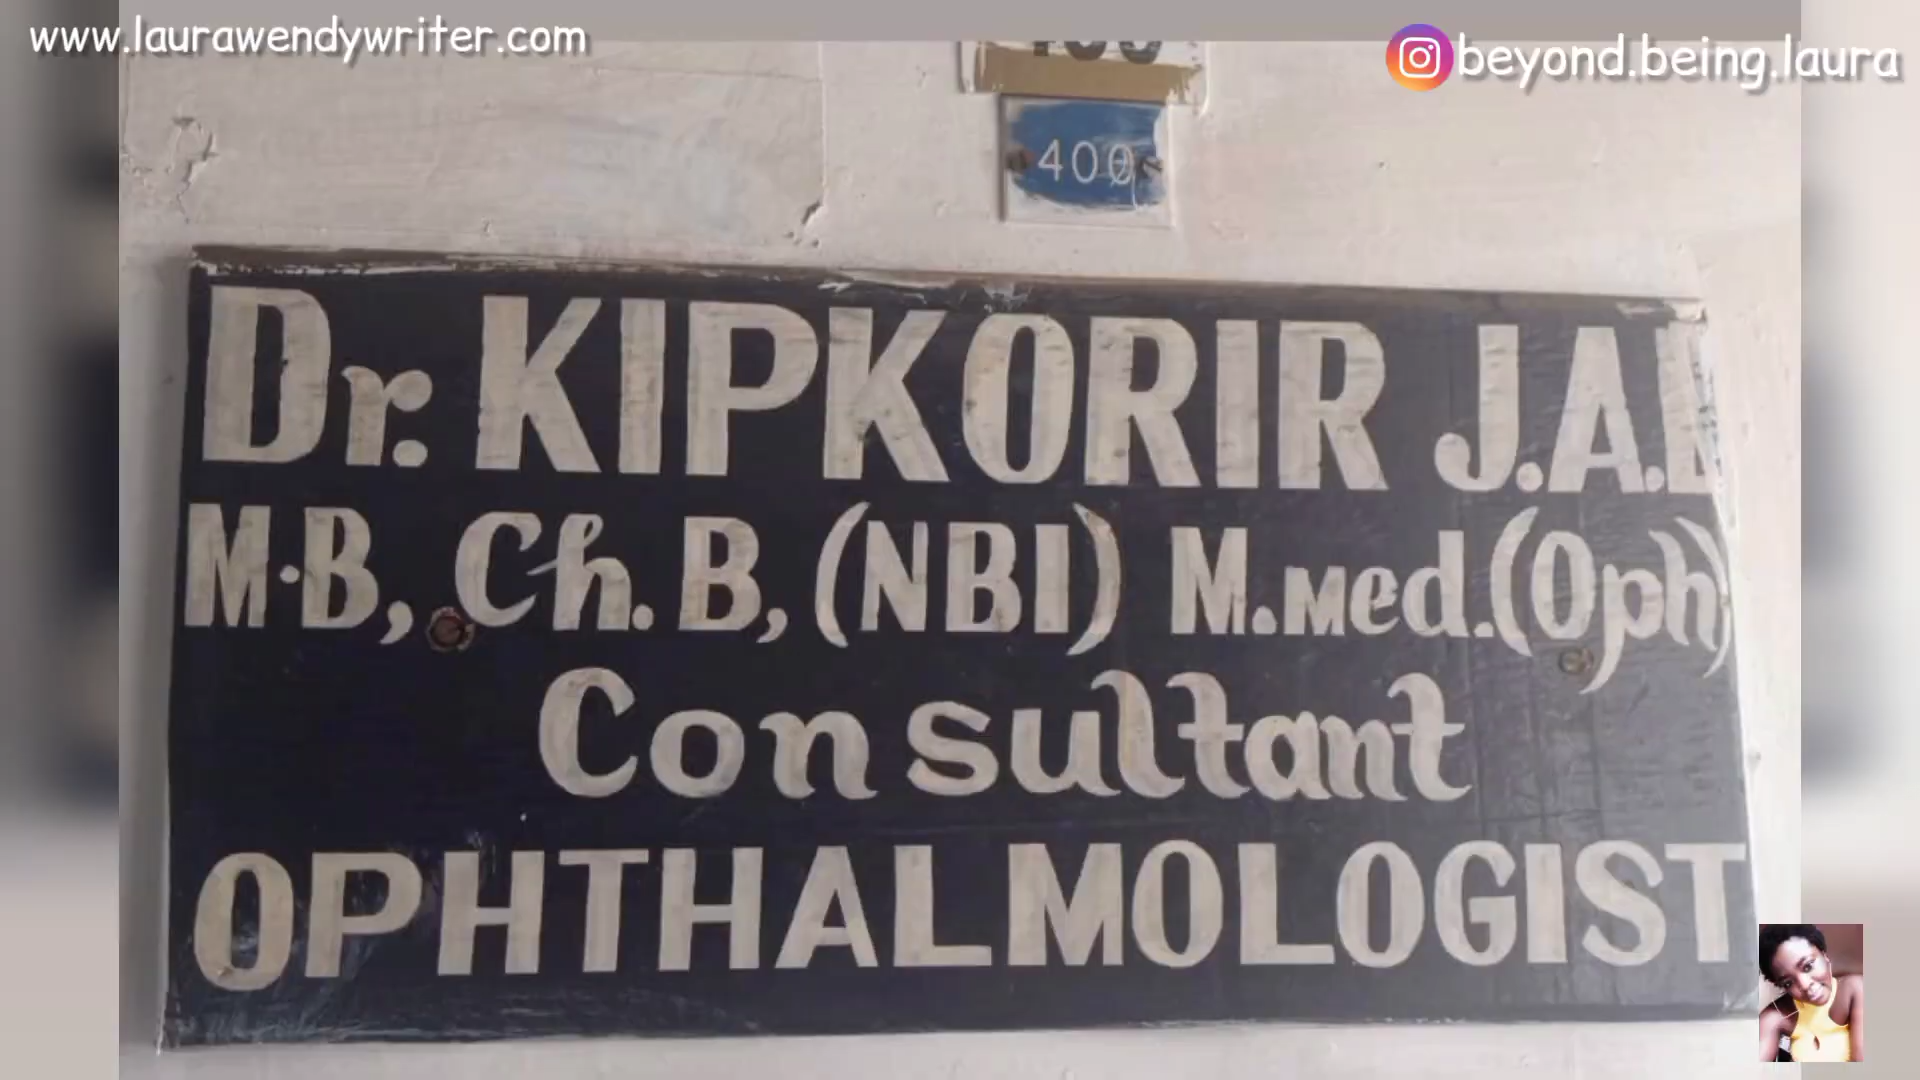 www.laurawendywriter.com
beyond.being.laura
400
Dr. KIPKORIR J.A.
M.B, Ch. B, (NBI) M.Med. (Oph)
Consultant
OPHTHALMOLOGIST